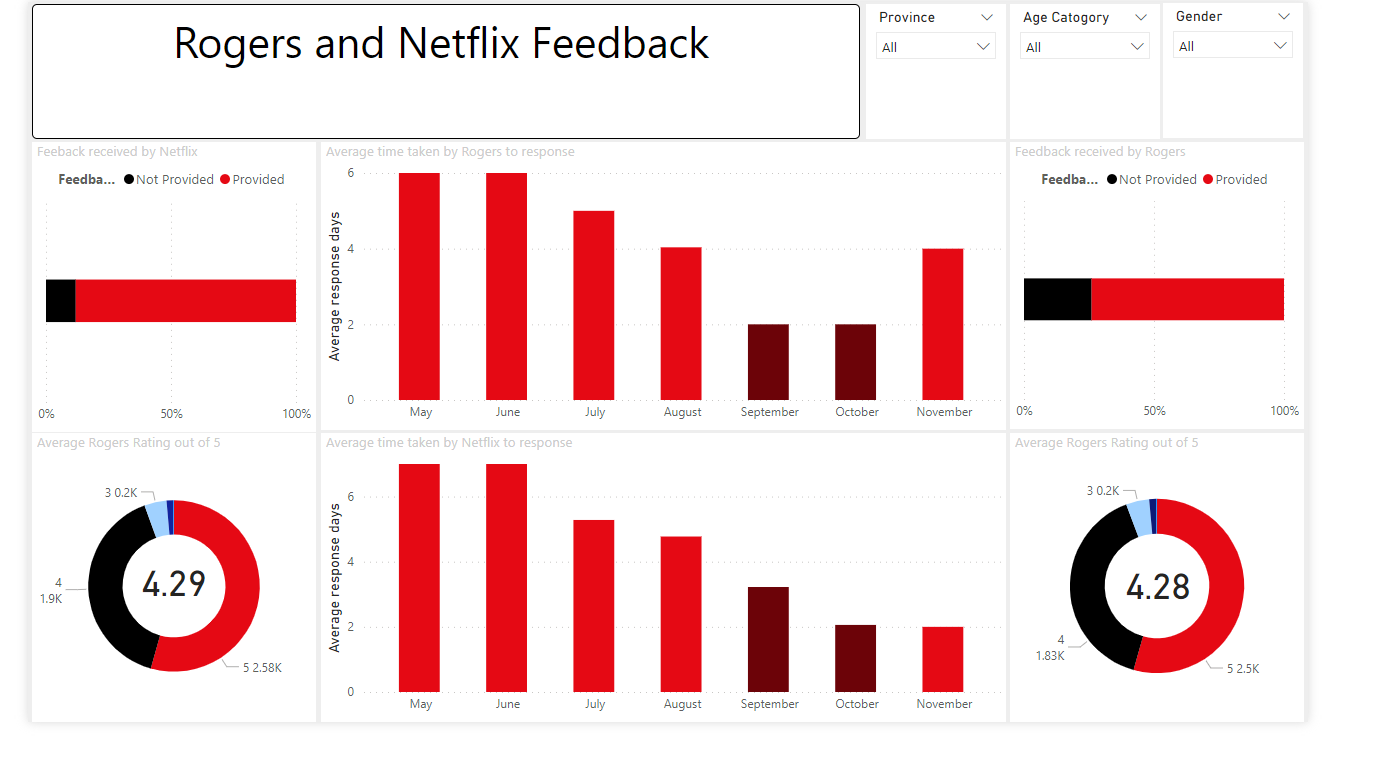 Rogers and Netflix Feedback
Province
All
Age Catogory
All
Gender
All
Feeback received by Netflix
Feedba... Not Provided Provided
0% 50% 100%
Average time taken by Rogers to response
Average response days
6
4
2
0
May June July August September October November
Feedback received by Rogers
Feedba... Not Provided Provided
0% 50% 100%
Average Rogers Rating out of 5
3 0.2K
4
1.9K
4.29
5 2.58K
Average time taken by Netflix to response
Average response days
6
4
2
0
May June July August September October November
Average Rogers Rating out of 5
3 0.2K
4.28
4
1.83K
5 2.5K